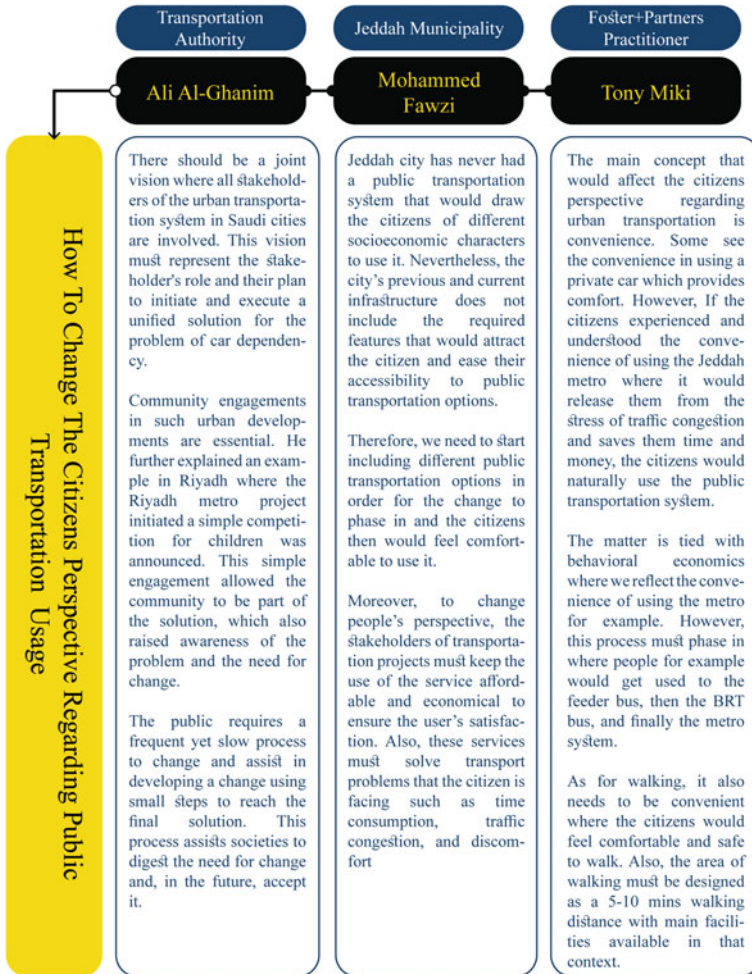 Transportation
Authority
Jeddah Municipality
Foster+Partners
Practitioner
Ali Al-Ghanim
Mohammed
Fawzi
Tony Miki
How To Change The Citizens Perspective Regarding Public
Transportation Usage
There should be a joint
vision where all stakehold-
ers of the urban transporta-
tion system in Saudi cities
are involved. This vision
must represent the stake-
holder's role and their plan
to initiate and execute a
unified solution for the
problem of car dependen-
cy.
Community engagements
in such urban develop-
ments are essential. He
further explained an exam-
ple in Riyadh where the
Riyadh metro project
initiated a simple competi-
tion for children was
announced. This simple
engagement allowed the
community to be part of
the solution, which also
raised awareness of the
problem and the need for
change.
The public requires a
frequent yet slow process
to change and assist in
developing a change using
small steps to reach the
final solution. This
process assists societies to
digest the need for change
and, in the future, accept
it.
Jeddah city has never had
a public transportation
system that would draw
the citizens of different
socioeconomic characters
to use it. Nevertheless, the
city's previous and current
infrastructure does not
include the required
features that would attract
the citizen and ease their
accessibility to public
transportation options.
Therefore, we need to start
including different public
transportation options in
order for the change to
phase in and the citizens
then would feel comfort-
able to use it.
Moreover, to change
people's perspective, the
stakeholders of transporta-
tion projects must keep the
use of the service afford-
able and economical to
ensure the user's satisfac-
tion. Also, these services
must solve transport
problems that the citizen is
facing such as time
consumption, traffic
congestion, and discom-
fort
The main concept that
would affect the citizens
perspective regarding
urban transportation is
convenience. Some see
the convenience in using a
private car which provides
comfort. However, If the
citizens experienced and
understood the conve-
nience of using the Jeddah
metro where it would
release them from the
stress of traffic congestion
and saves them time and
money, the citizens would
naturally use the public
transportation system.
The matter is tied with
behavioral economics
where we reflect the conve-
nience of using the metro
for example. However,
this process must phase in
where people for example
would get used to the
feeder bus, then the BRT
bus, and finally the metro
system.
As for walking, it also
needs to be convenient
where the citizens would
feel comfortable and safe
to walk. Also, the area of
walking must be designed
as a 5-10 mins walking
distance with main facili-
ties available in that
context.